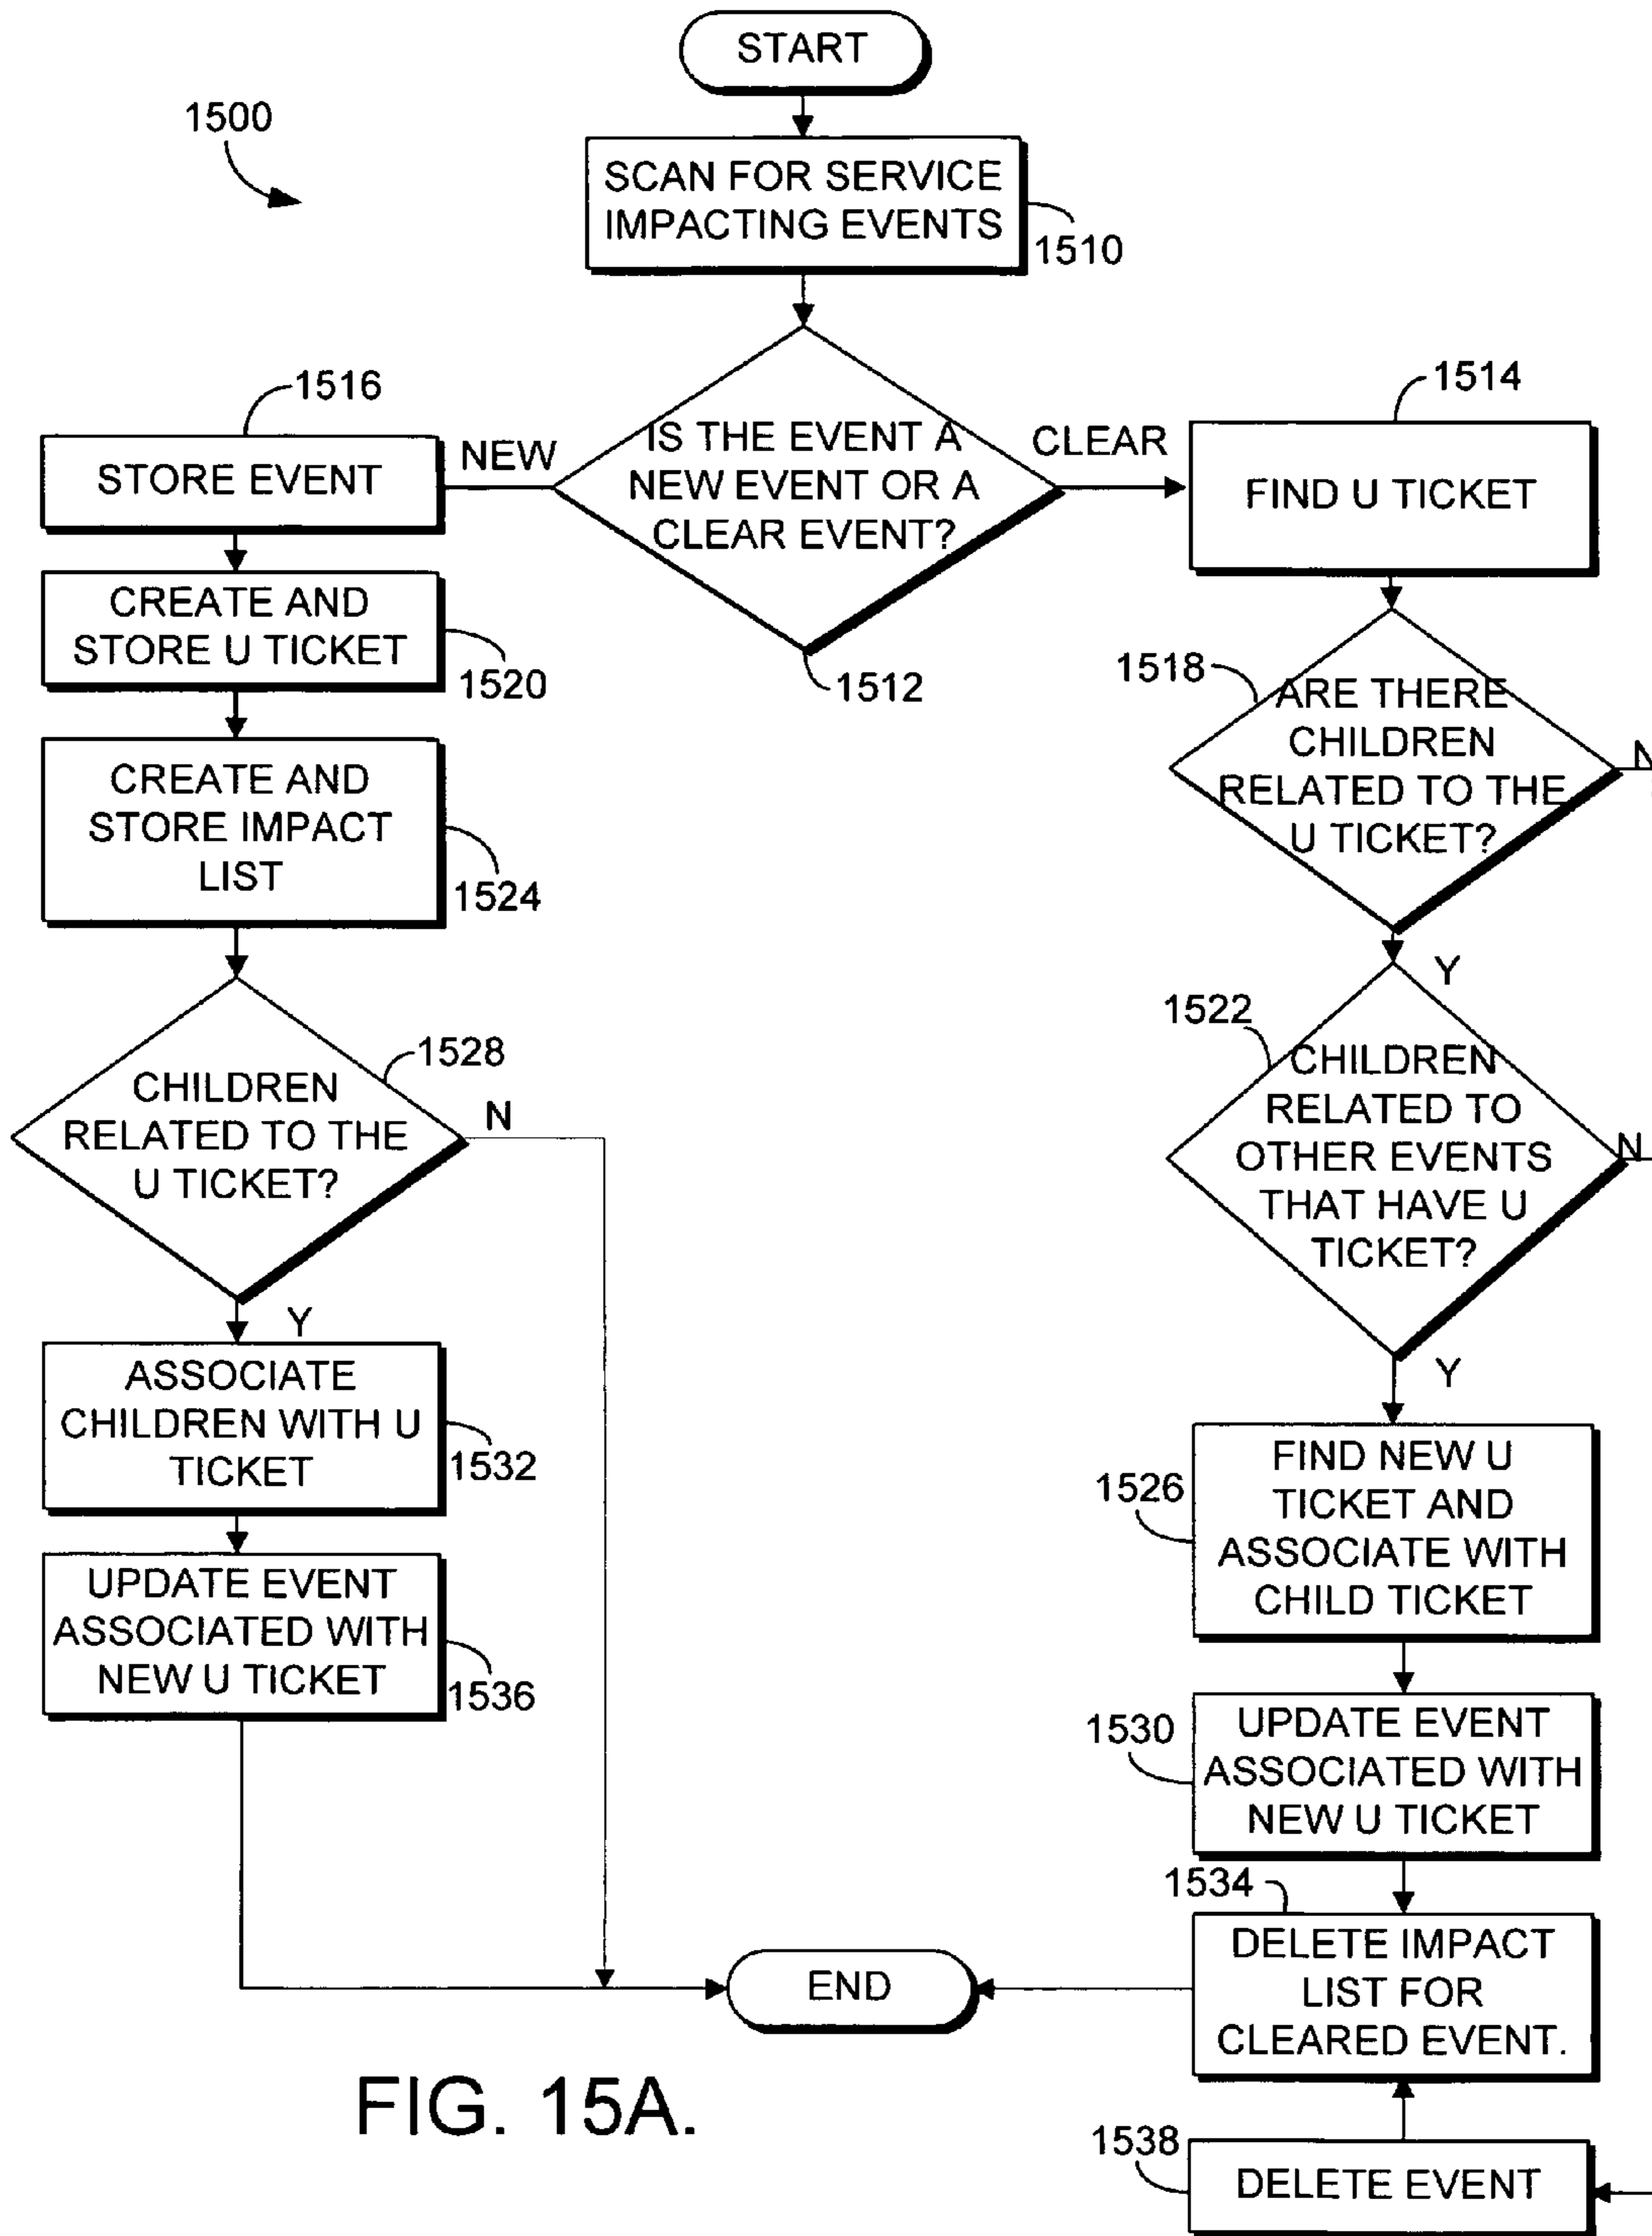 START
1500
SCAN FOR SERVICE
IMPACTING EVENTS
1510
1516
1514
STORE EVENT
NEW
IS THE EVENT A
NEW EVENT OR A
CLEAR EVENT?
CLEAR
FIND U TICKET
1512
CREATE AND
STORE U TICKET
1520
1518
ARE THERE
CHILDREN
RELATED TO THE
U TICKET?
N
Y
CREATE AND
STORE IMPACT
LIST
1524
1522
CHILDREN
RELATED TO
OTHER EVENTS
THAT HAVE U
TICKET?
N
Y
1528
CHILDREN
RELATED TO THE
U TICKET?
N
Y
ASSOCIATE
CHILDREN WITH U
TICKET
1532
1526
FIND NEW U
TICKET AND
ASSOCIATE WITH
CHILD TICKET
UPDATE EVENT
ASSOCIATED WITH
NEW U TICKET
1536
1530
UPDATE EVENT
ASSOCIATED WITH
NEW U TICKET
1534
DELETE IMPACT
LIST FOR
CLEARED EVENT.
END
1538
DELETE EVENT
FIG. 15A.